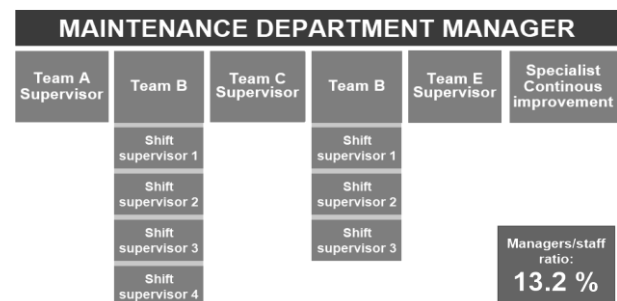 MAINTENANCE DEPARTMENT MANAGER
Team A
Supervisor
Team B
Team C
Supervisor
Team B
Team E
Supervisor
Specialist
Continous
improvement
Shift
supervisor 1
Shift
supervisor 2
Shift
supervisor 3
Shift
supervisor 4
Shift
supervisor 1
Shift
supervisor 2
Shift
supervisor 3
Managers/staff
ratio:
13.2 %